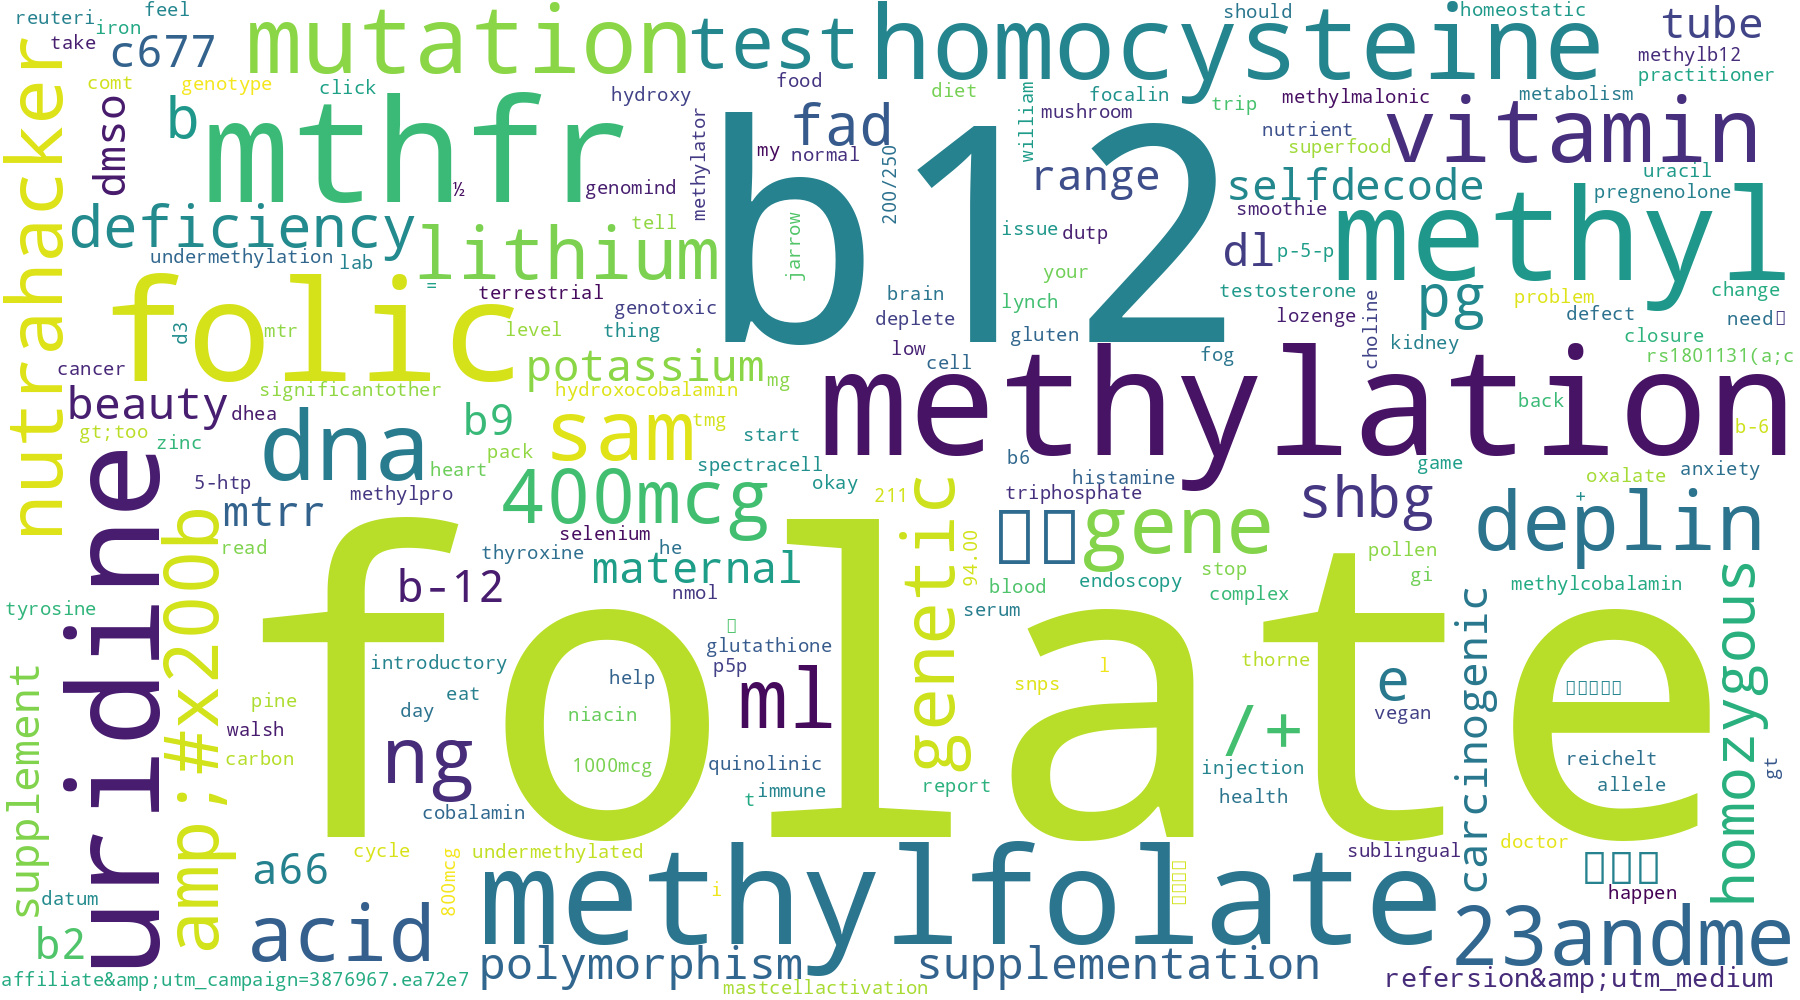 reuteri
feel
iron
take
c677
mutation
test
homocysteine
should
homeostatic
tube
methylb12
practitioner
comt
genotype
click
hydroxy
food
diet
focalin
trip
methylmalonic
metabolism
nutrahacker
dmso
b
mthfr
½
genomind
methylator
my
normal
fad
200/250
b12
william
mushroom
range
nutrient
superfood
vitamin
uracil
pregnenolone
selfdecode
smoothie
methyl
deficiency
undermethylation
lab
lithium
=
tell
jarrow
issue
dutp
dl
p-5-p
your
terrestrial
genotoxic
brain
lynch
testosterone
pg
problem
change
folic
d3
mtr
level
thing
deplete
gluten
lozenge
choline
defect
need
closure
kidney
rs1801131(a;c
cancer
potassium
mg
low
cell
fog
significantother
hydroxocobalamin
beauty
dhea
b9
sam
tmg
methylation
back
b-6
gt;too
zinc
dna
heart
pack
start
spectracell
okay
b6
histamine
game
oxalate
anxiety
5-htp
methylpro
mtrr
400mcg
211
genetic
triphosphate
shbg
+
deplin
uridine
amp;#x200b
read
selenium
thyroxine
he
maternal
94.00
gene
pollen
gi
stop
b-12
nmol
blood
endoscopy
complex
methylcobalamin
homozygous
tyrosine
folate
serum
carcinogenic
glutathione
p5p
introductory
help
eat
ml
l
snps
thorne
e
vegan
supplement
pine
walsh
carbon
day
niacin
ng
1000mcg
quinolinic
immune
t
report
/+
injection
health
reichelt
allele
gt
cobalamin
cycle
800mcg
undermethylated
methylfolate
i
sublingual
doctor
happen
a66
datum
acid
b2
23andme
polymorphism
supplementation
affiliate&amp;utm_campaign=3876967.ea72e7
mastcellactivation
refersion&amp;utm_medium